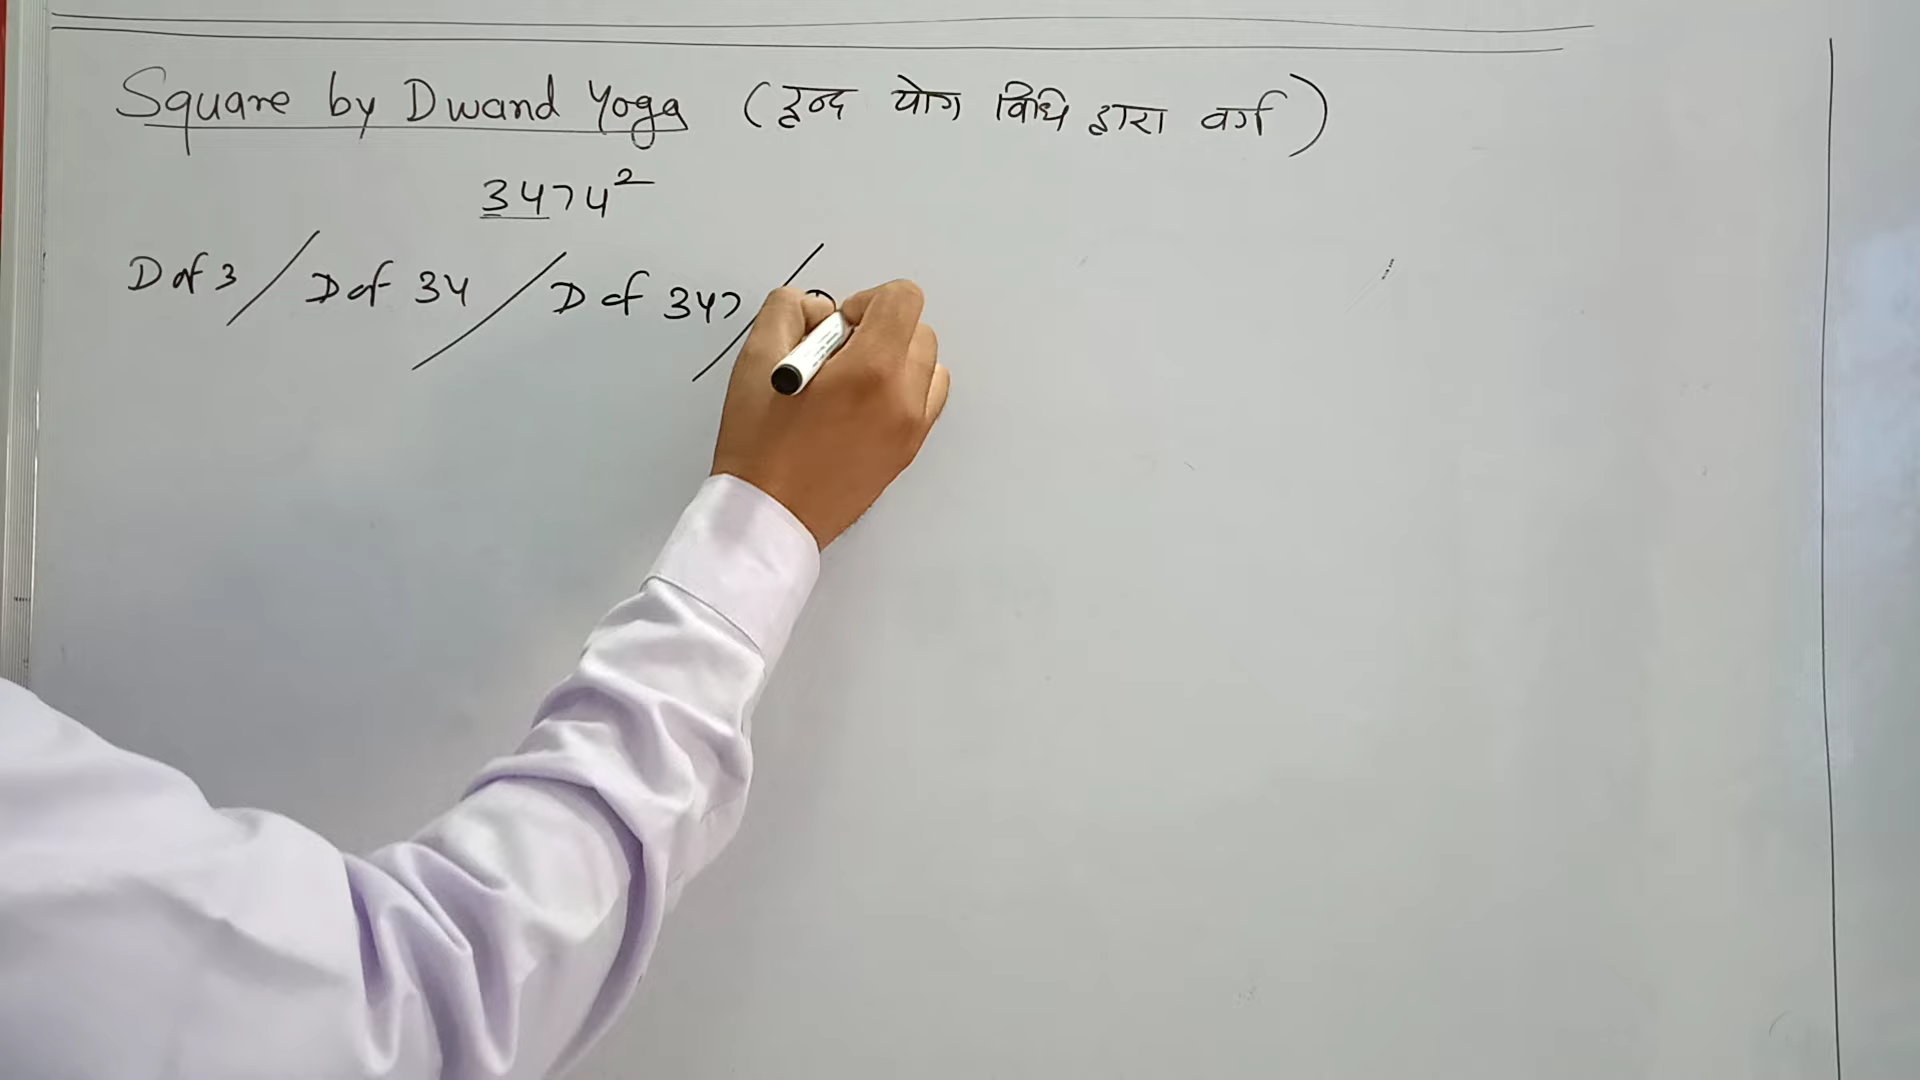 Square by Dwand Yoga (द्वन्द योग विधि द्वारा वर्ग)
3474²
D of 3 / D of 34 / D of 347 / D